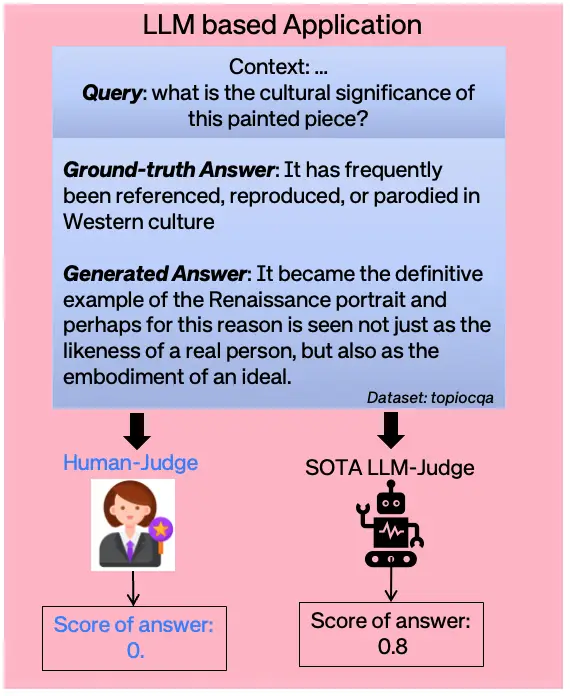 LLM based Application
Context: ...
Query: what is the cultural significance of
this painted piece?
Ground-truth Answer: It has frequently
been referenced, reproduced, or parodied in
Western culture
Generated Answer: It became the definitive
example of the Renaissance portrait and
perhaps for this reason is seen not just as the
likeness of a real person, but also as the
embodiment of an ideal.
Dataset: topiocqa
Human-Judge
SOTA LLM-Judge
Score of answer:
0.
Score of answer:
0.8